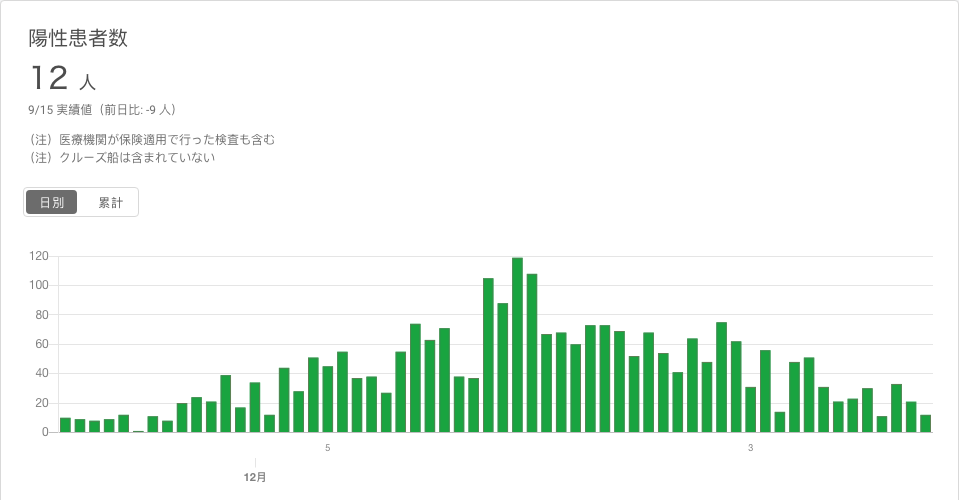 陽性患者数
12 人
9/15 実績値（前日比: -9 人）
（注）医療機関が保険適用で行った検査も含む
（注）クルーズ船は含まれていない
日別 累計
120
100
80
60
40
20
0
5 3
12月